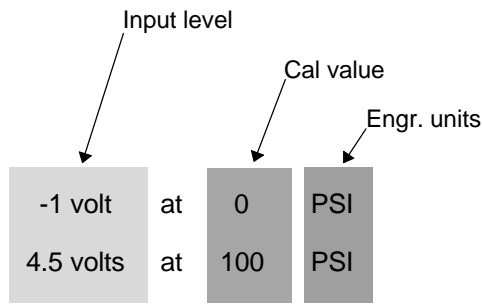 Input level
Cal value
Engr. units
-1 volt at 0 PSI
4.5 volts at 100 PSI